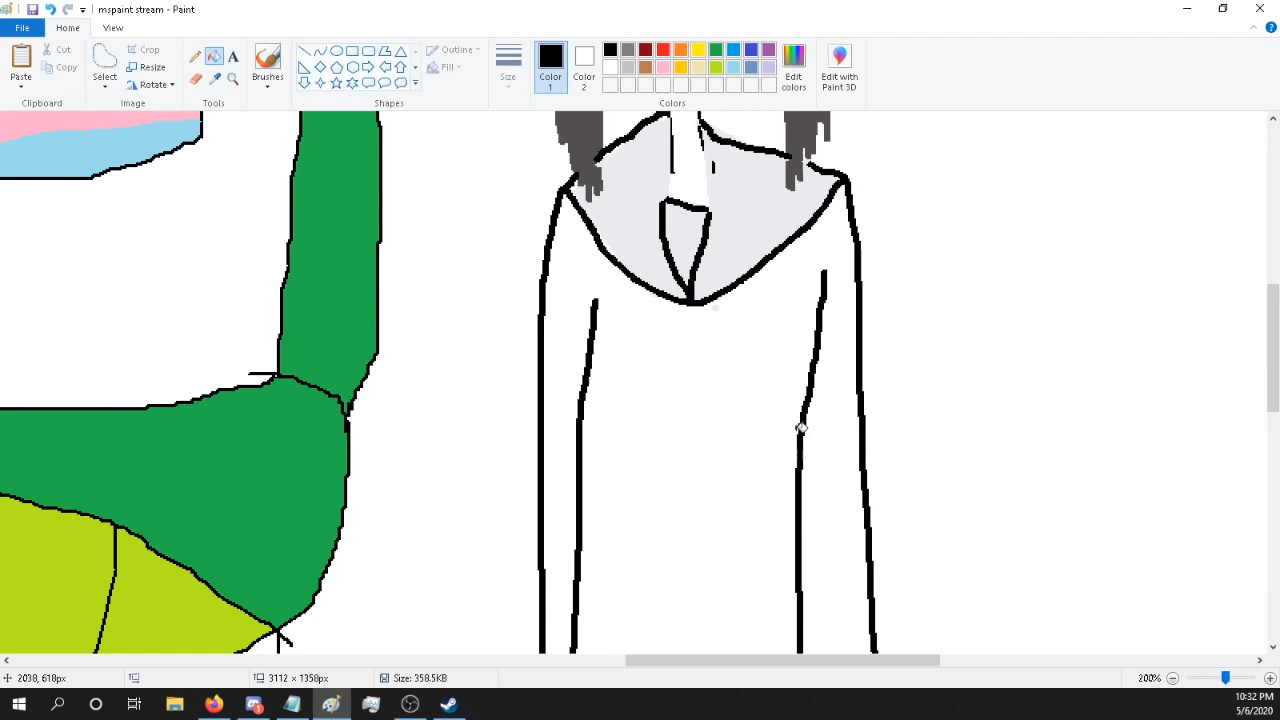 mspaint stream - Paint
File Home View
Paste
Cut
Copy
Clipboard
Select
Crop
Resize
Rotate
Image
A
Tools
Brushes
Outline
Fill
Shapes
Size
Color
1
Color
2
Colors
Edit
colors
Edit with
Paint 3D
2038, 618px
3112 × 1358px
Size: 358.5KB
200%
10:32 PM
5/6/2020